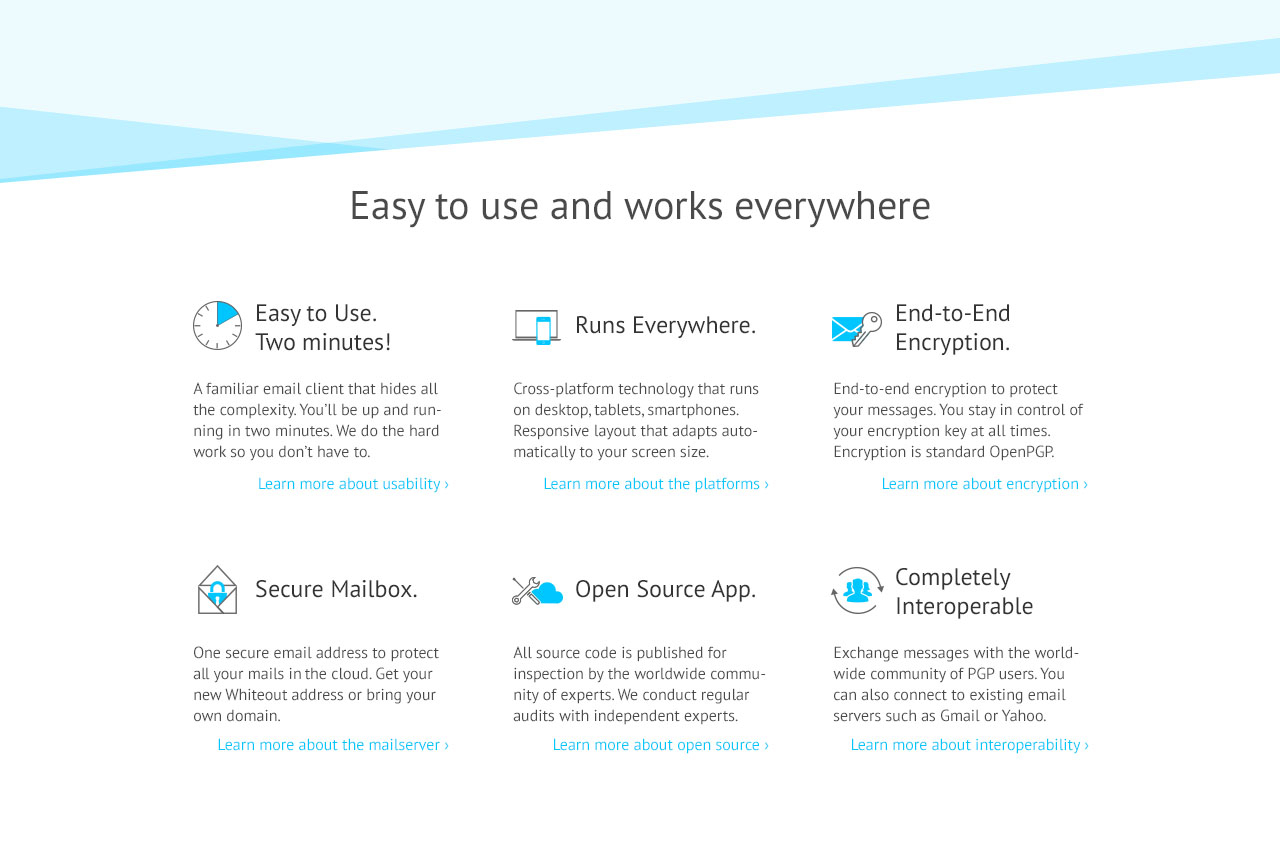 Easy to use and works everywhere
Easy to Use.
Two minutes!
A familiar email client that hides all
the complexity. You’ll be up and run-
ning in two minutes. We do the hard
work so you don’t have to.
Learn more about usability ›
Runs Everywhere.
Cross-platform technology that runs
on desktop, tablets, smartphones.
Responsive layout that adapts auto-
matically to your screen size.
Learn more about the platforms ›
End-to-End
Encryption.
End-to-end encryption to protect
your messages. You stay in control of
your encryption key at all times.
Encryption is standard OpenPGP.
Learn more about encryption ›
Secure Mailbox.
One secure email address to protect
all your mails in the cloud. Get your
new Whiteout address or bring your
own domain.
Learn more about the mailserver ›
Open Source App.
All source code is published for
inspection by the worldwide commu-
nity of experts. We conduct regular
audits with independent experts.
Learn more about open source ›
Completely
Interoperable
Exchange messages with the world-
wide community of PGP users. You
can also connect to existing email
servers such as Gmail or Yahoo.
Learn more about interoperability ›